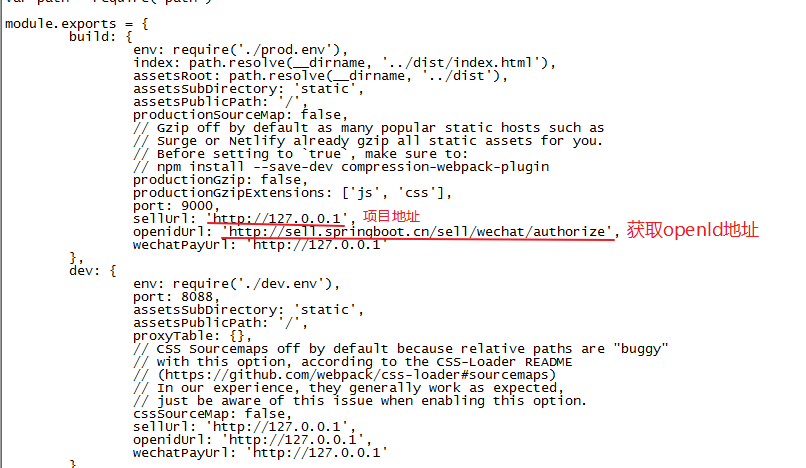 var path = require('path')
module.exports = {
build: {
env: require('./prod.env'),
index: path.resolve(__dirname, '../dist/index.html'),
assetsRoot: path.resolve(__dirname, '../dist'),
assetsSubDirectory: 'static',
assetsPublicPath: '/',
productionSourceMap: false,
// Gzip off by default as many popular static hosts such as
// Surge or Netlify already gzip all static assets for you.
// Before setting to `true`, make sure to:
// npm install --save-dev compression-webpack-plugin
productionGzip: false,
productionGzipExtensions: ['js', 'css'],
port: 9000,
sellUrl: 'http://127.0.0.1', 项目地址
openidUrl: 'http://sell.springboot.cn/sell/wechat/authorize', 获取openId地址
wechatPayUrl: 'http://127.0.0.1'
},
dev: {
env: require('./dev.env'),
port: 8088,
assetsSubDirectory: 'static',
assetsPublicPath: '/',
proxyTable: {},
// CSS Sourcemaps off by default because relative paths are "buggy"
// with this option, according to the CSS-Loader README
// (https://github.com/webpack/css-loader#sourcemaps)
// In our experience, they generally work as expected,
// just be aware of this issue when enabling this option.
cssSourceMap: false,
sellUrl: 'http://127.0.0.1',
openidUrl: 'http://127.0.0.1',
wechatPayUrl: 'http://127.0.0.1'
}